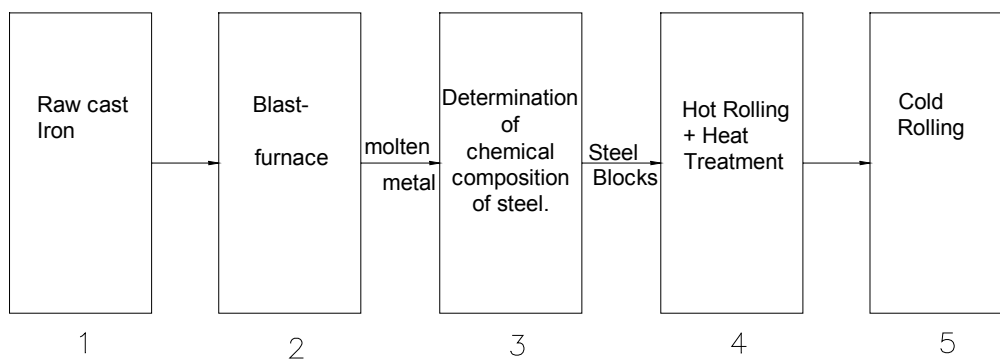 Raw cast
Iron
Blast-
furnace
molten
metal
Determination
of
chemical
composition
of steel.
Steel
Blocks
Hot Rolling
+ Heat
Treatment
Cold
Rolling
1
2
3
4
5